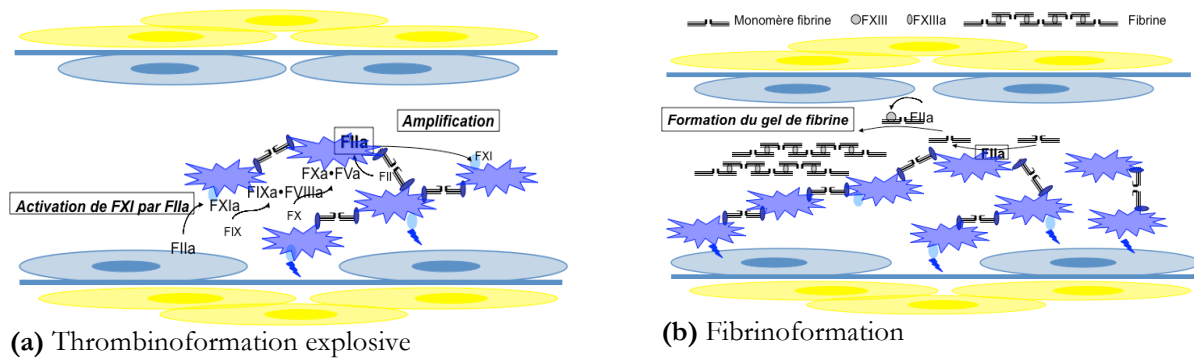 Amplification
FIIa
FXI
FXa•FVa
FII
FIXa•FVIIIa
Activation de FXI par FIIa
FXIa
FX
FIX
FIIa
(a) Thrombinoformation explosive
Monomère fibrine
FXIII
FXIIIa
Fibrine
Formation du gel de fibrine
FIIa
FIIa
(b) Fibrinoformation